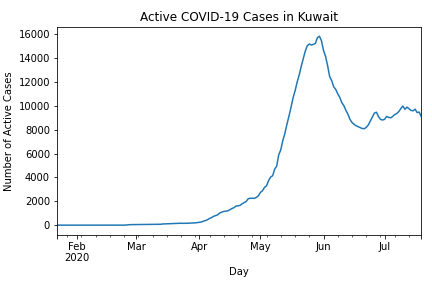 Active COVID-19 Cases in Kuwait
Number of Active Cases
16000
14000
12000
10000
8000
6000
4000
2000
0
Feb
2020
Mar
Apr
May
Jun
Jul
Day